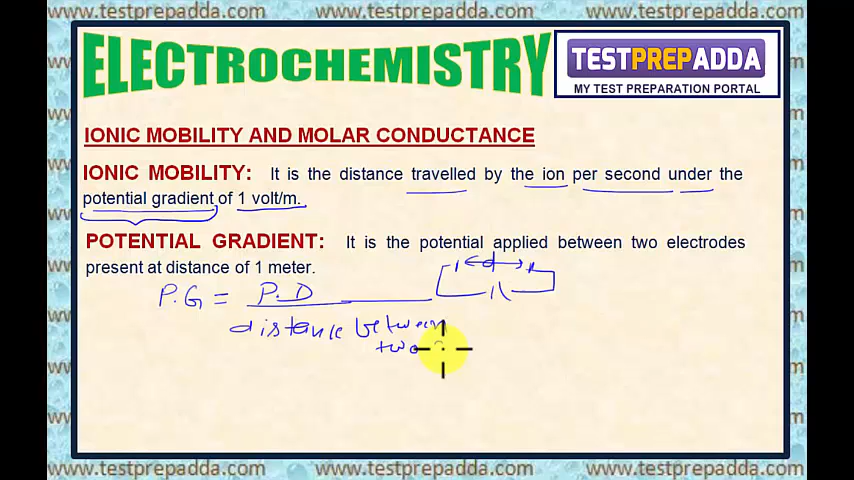 www.testprepadda.com www.testprepadda.com www.testprepadda.com
ELECTROCHEMISTRY
TESTPREPADDA
MY TEST PREPARATION PORTAL
IONIC MOBILITY AND MOLAR CONDUCTANCE
IONIC MOBILITY: It is the distance travelled by the ion per second under the
potential gradient of 1 volt/m.
POTENTIAL GRADIENT: It is the potential applied between two electrodes
present at distance of 1 meter.
d
P.G = P.D
distance between
two
www.testprepadda.com www.testprepadda.com www.testprepadda.com